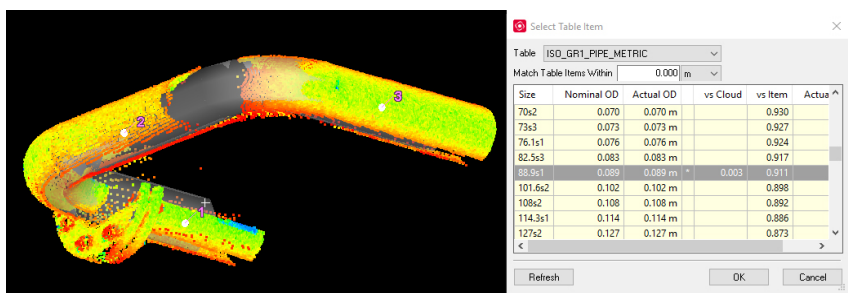 2
3
1
Select Table Item
Table ISO_GR1_PIPE_METRIC
Match Table Items Within 0.000 m
Size Nominal OD Actual OD vs Cloud vs Item Actua
70s2 0.070 0.070 m 0.930
73s3 0.073 0.073 m 0.927
76.1s1 0.076 0.076 m 0.924
82.5s3 0.083 0.083 m 0.917
88.9s1 0.089 0.089 m * 0.003 0.911
101.6s2 0.102 0.102 m 0.898
108s2 0.108 0.108 m 0.892
114.3s1 0.114 0.114 m 0.886
127s2 0.127 0.127 m 0.873
Refresh OK Cancel